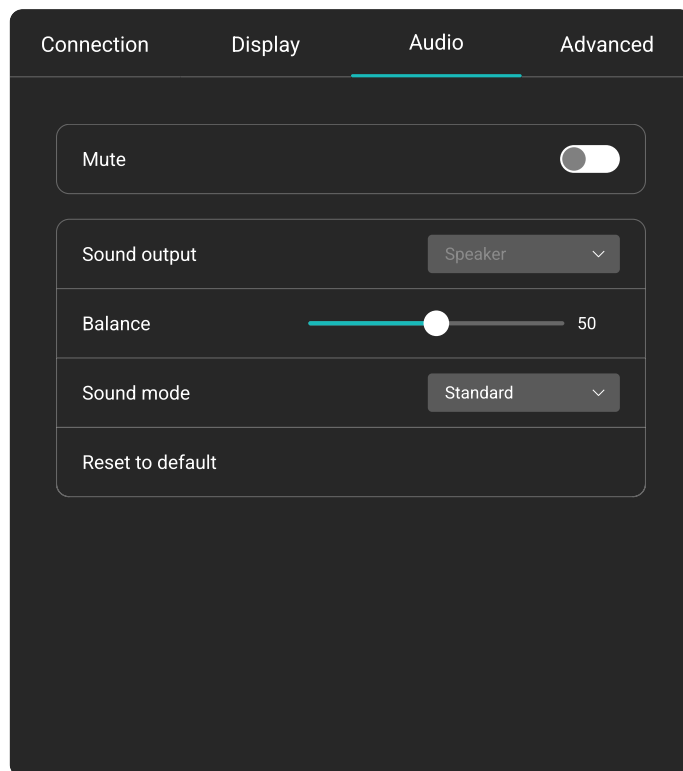 Connection Display Audio Advanced
Mute
Sound output Speaker
Balance 50
Sound mode Standard
Reset to default